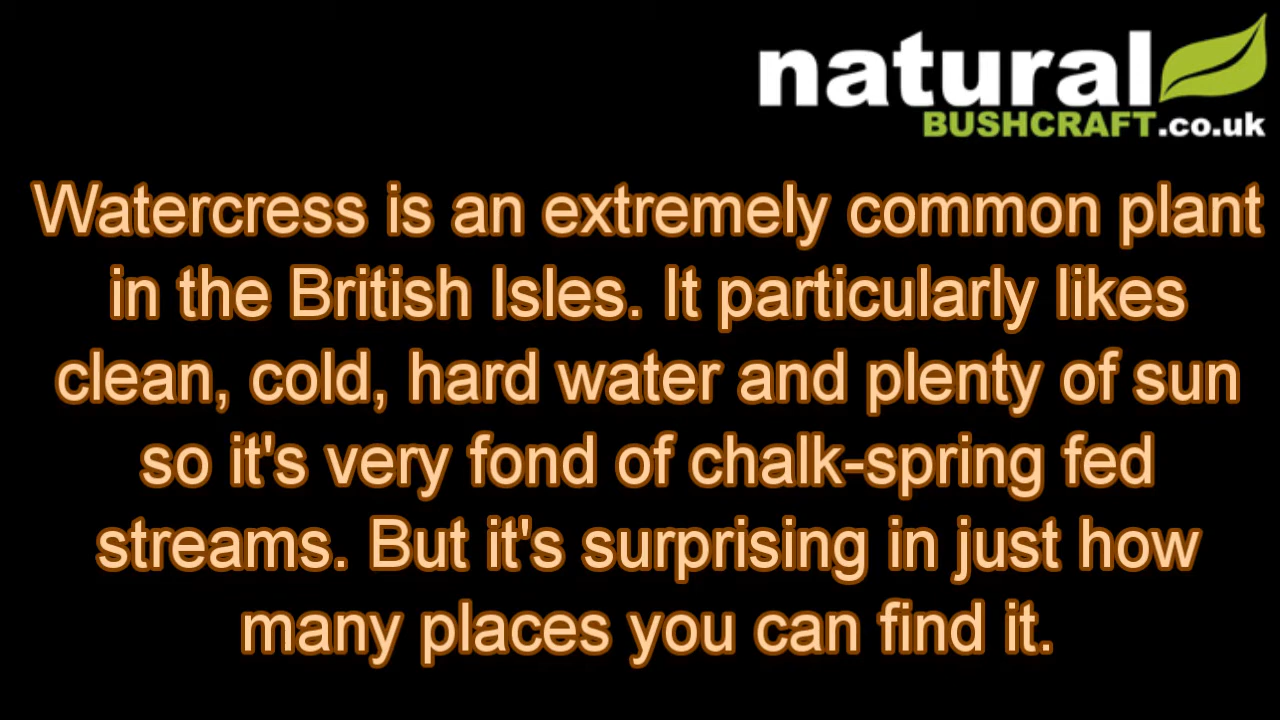 natural
BUSHCRAFT.co.uk
Watercress is an extremely common plant
in the British Isles. It particularly likes
clean, cold, hard water and plenty of sun
so it's very fond of chalk-spring fed
streams. But it's surprising in just how
many places you can find it.